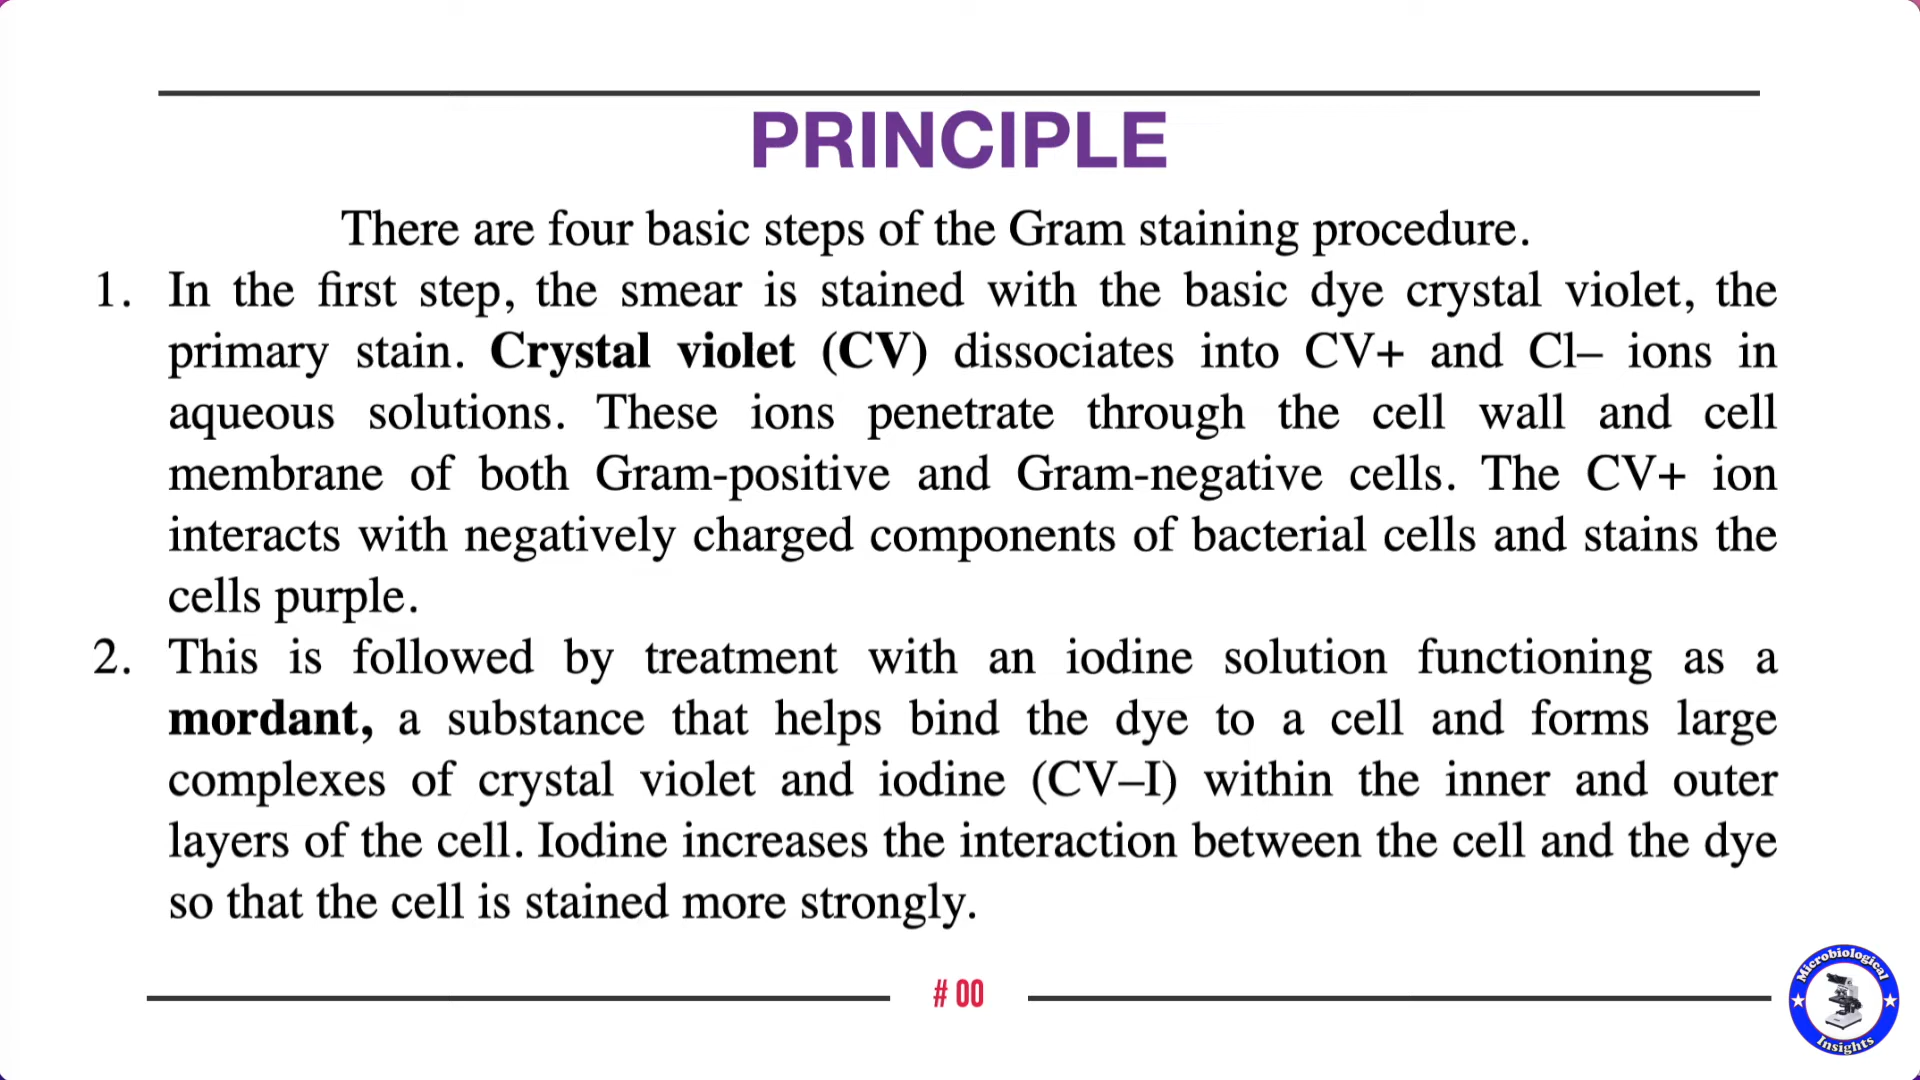 PRINCIPLE
There are four basic steps of the Gram staining procedure.
1. In the first step, the smear is stained with the basic dye crystal violet, the
primary stain. Crystal violet (CV) dissociates into CV+ and Cl– ions in
aqueous solutions. These ions penetrate through the cell wall and cell
membrane of both Gram-positive and Gram-negative cells. The CV+ ion
interacts with negatively charged components of bacterial cells and stains the
cells purple.
2. This is followed by treatment with an iodine solution functioning as a
mordant, a substance that helps bind the dye to a cell and forms large
complexes of crystal violet and iodine (CV–I) within the inner and outer
layers of the cell. Iodine increases the interaction between the cell and the dye
so that the cell is stained more strongly.
# 00
Microbiological
Insights